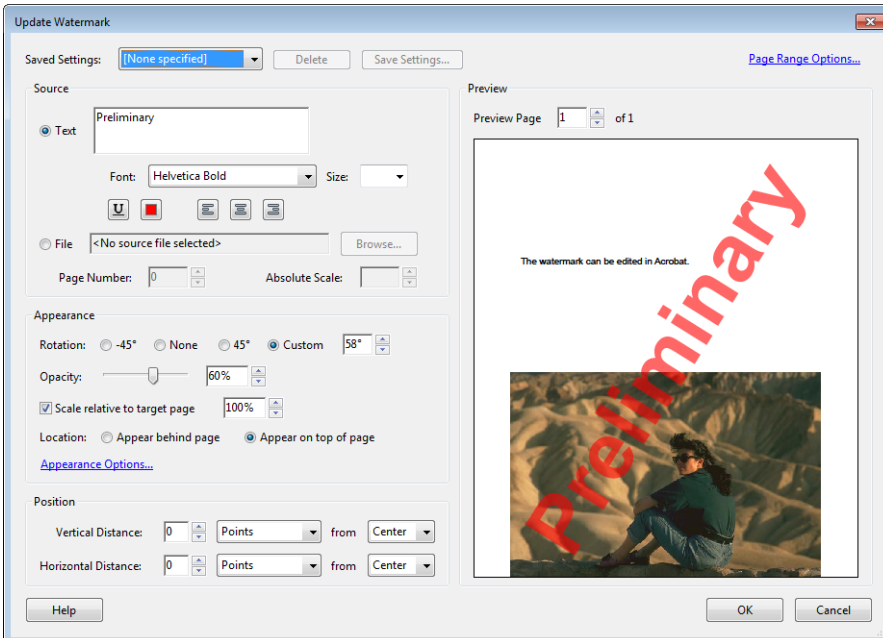 Update Watermark
Saved Settings: [None specified] Delete Save Settings... Page Range Options...
Source
Text Preliminary
Font: Helvetica Bold Size:
U
File <No source file selected> Browse...
Page Number: 0 Absolute Scale:
Appearance
Rotation: -45° None 45° Custom 58°
Opacity: 60%
Scale relative to target page 100%
Location: Appear behind page Appear on top of page
Appearance Options...
Position
Vertical Distance: 0 Points from Center
Horizontal Distance: 0 Points from Center
Preview
Preview Page 1 of 1
The watermark can be edited in Acrobat.
Preliminary
Help OK Cancel